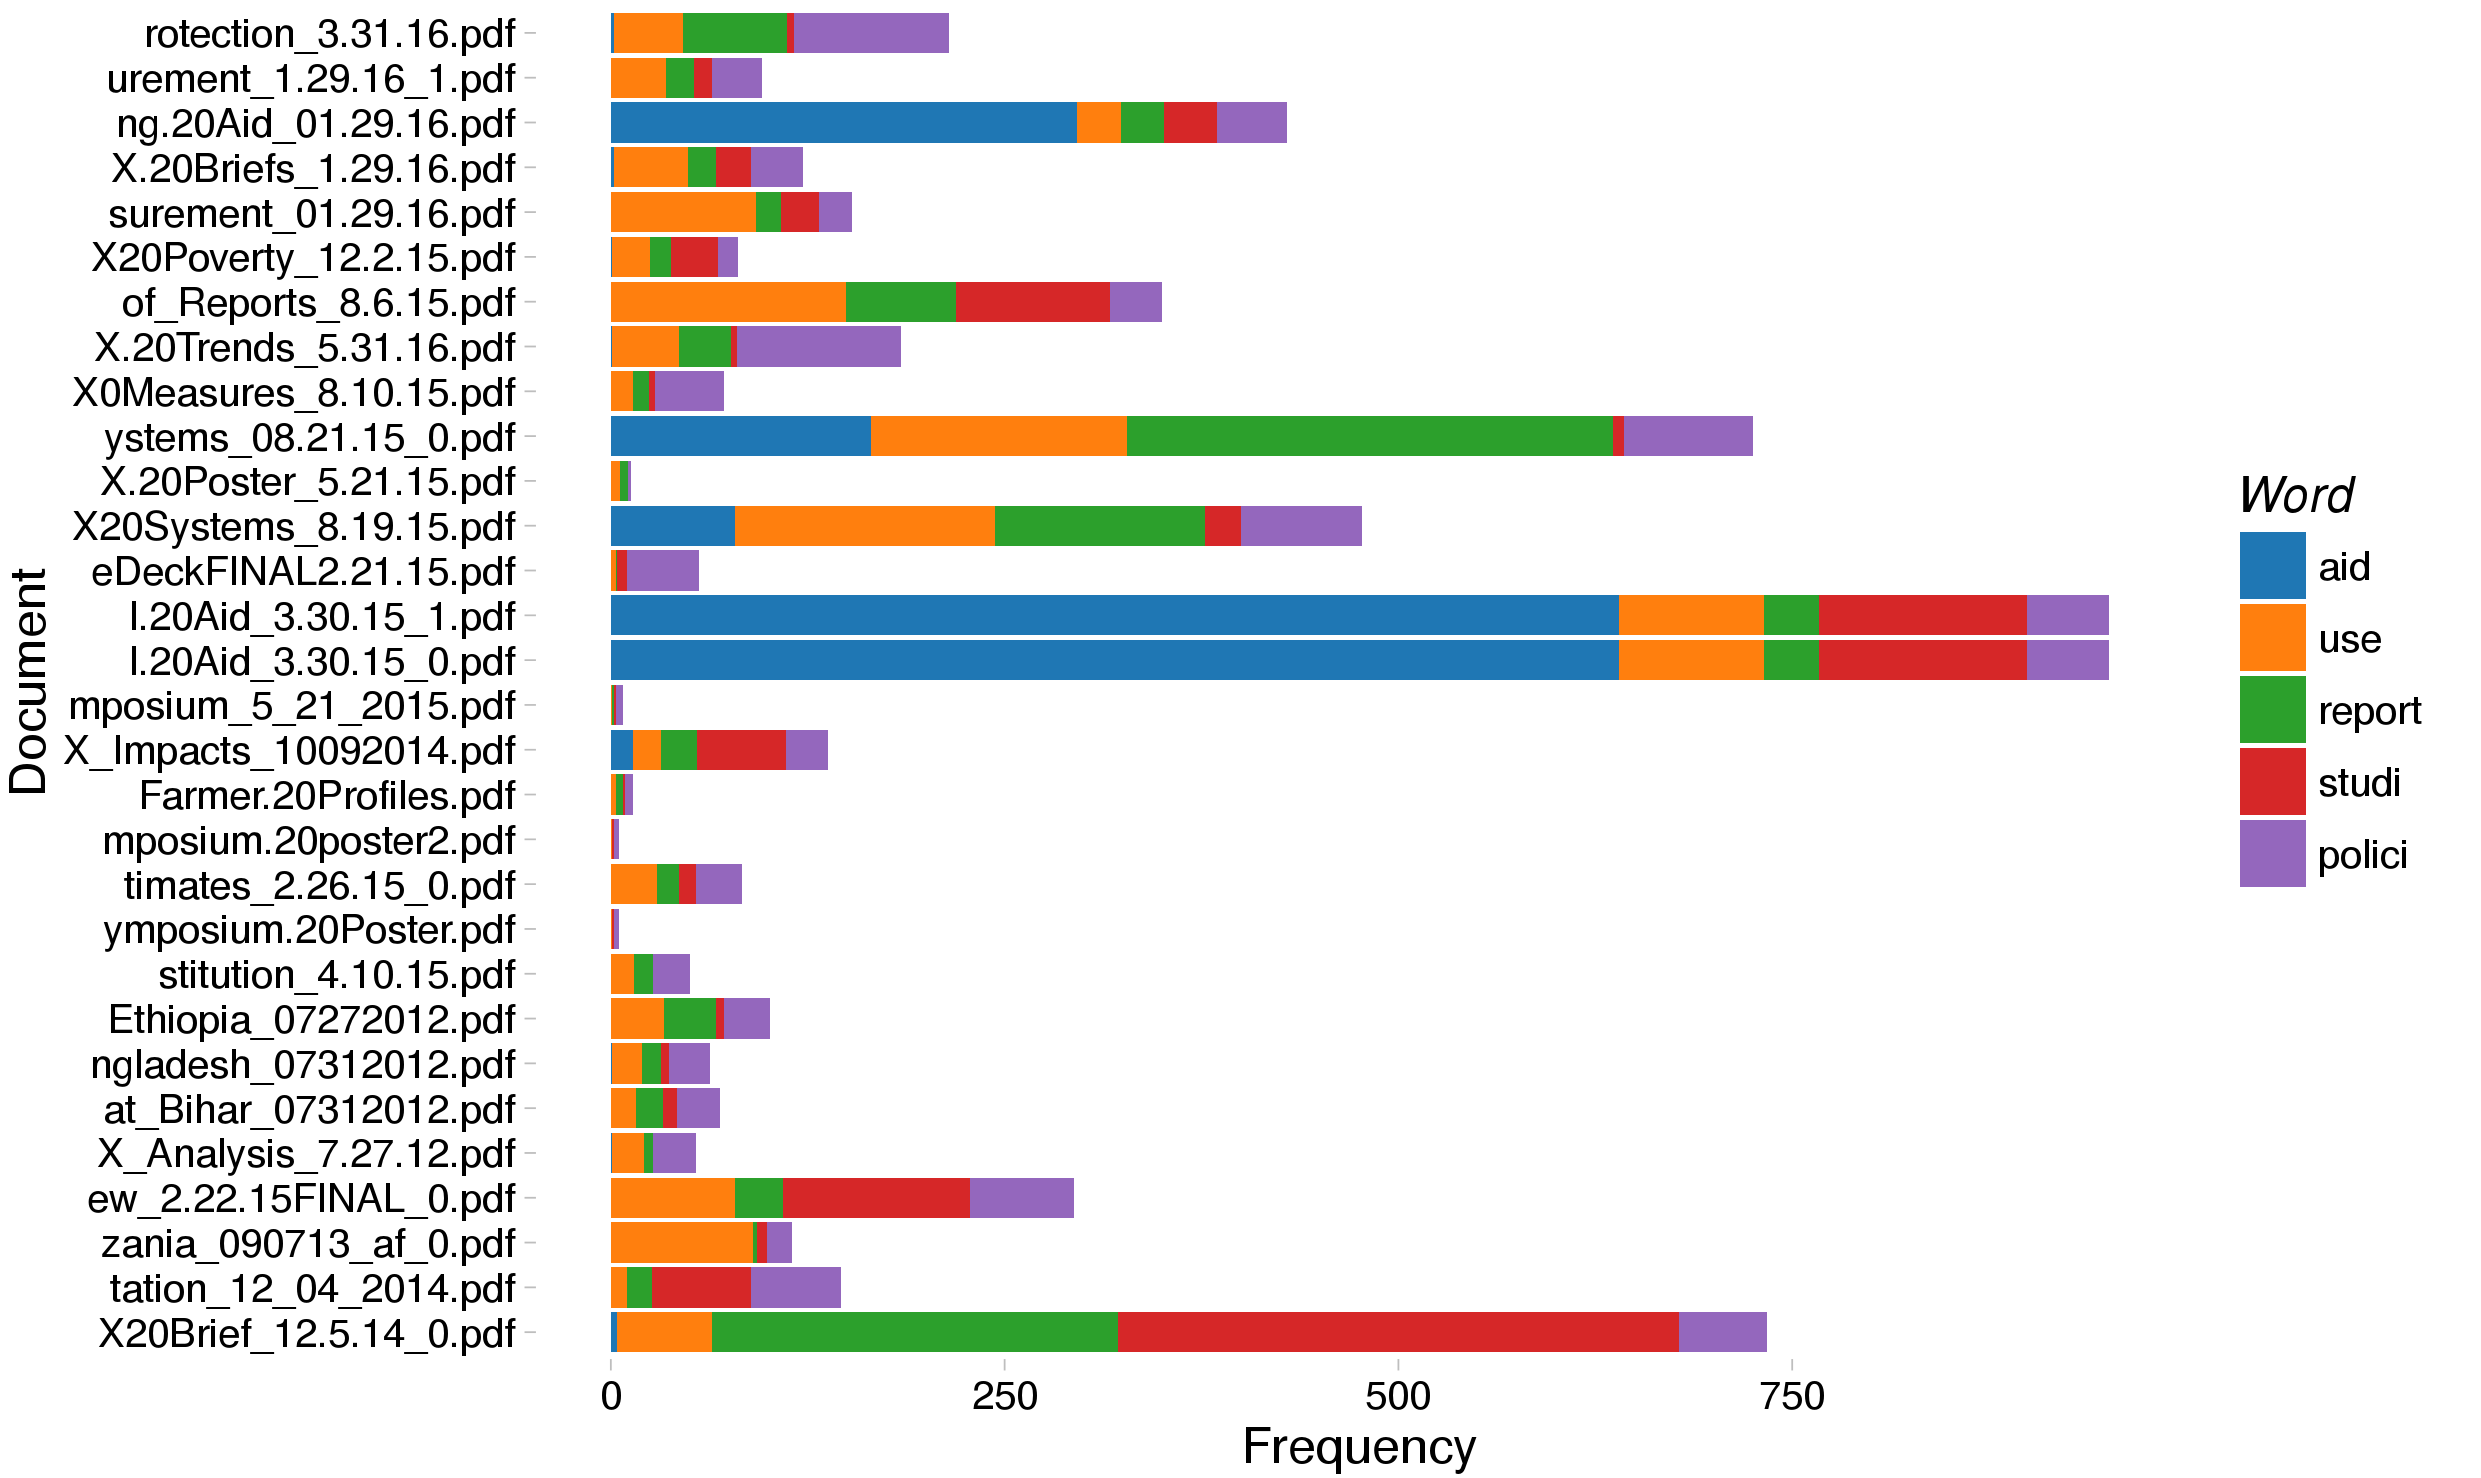 rotection_3.31.16.pdf
urement_1.29.16_1.pdf
ng.20Aid_01.29.16.pdf
X.20Briefs_1.29.16.pdf
surement_01.29.16.pdf
X20Poverty_12.2.15.pdf
of_Reports_8.6.15.pdf
X.20Trends_5.31.16.pdf
X0Measures_8.10.15.pdf
ystems_08.21.15_0.pdf
X.20Poster_5.21.15.pdf
X20Systems_8.19.15.pdf
eDeckFINAL2.21.15.pdf
l.20Aid_3.30.15_1.pdf
l.20Aid_3.30.15_0.pdf
mposium_5_21_2015.pdf
X_Impacts_10092014.pdf
Farmer.20Profiles.pdf
mposium.20poster2.pdf
timates_2.26.15_0.pdf
ymposium.20Poster.pdf
stitution_4.10.15.pdf
Ethiopia_07272012.pdf
ngladesh_07312012.pdf
at_Bihar_07312012.pdf
X_Analysis_7.27.12.pdf
ew_2.22.15FINAL_0.pdf
zania_090713_af_0.pdf
tation_12_04_2014.pdf
X20Brief_12.5.14_0.pdf
Document
0 250 500 750
Frequency
Word
aid
use
report
studi
polici